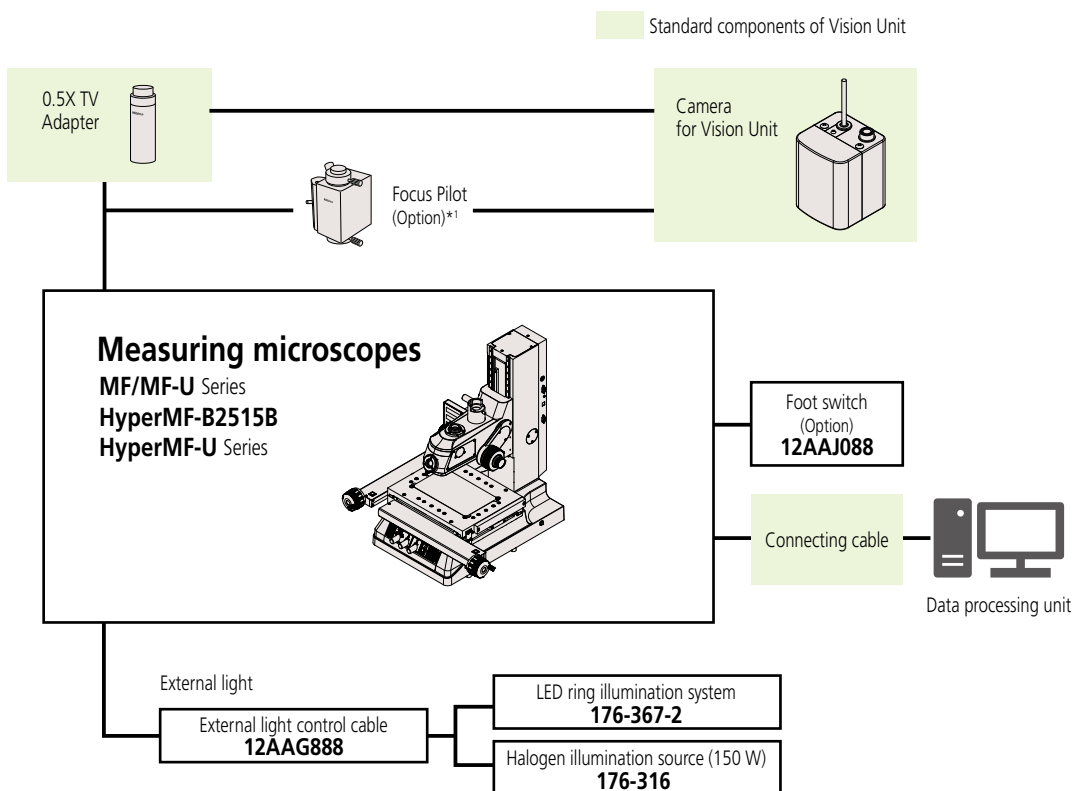 Standard components of Vision Unit
0.5X TV
Adapter
Camera
for Vision Unit
Focus Pilot
(Option)*1
Measuring microscopes
MF/MF-U Series
HyperMF-B2515B
HyperMF-U Series
Foot switch
(Option)
12AAJ088
Connecting cable
Data processing unit
External light
External light control cable
12AAG888
LED ring illumination system
176-367-2
Halogen illumination source (150 W)
176-316